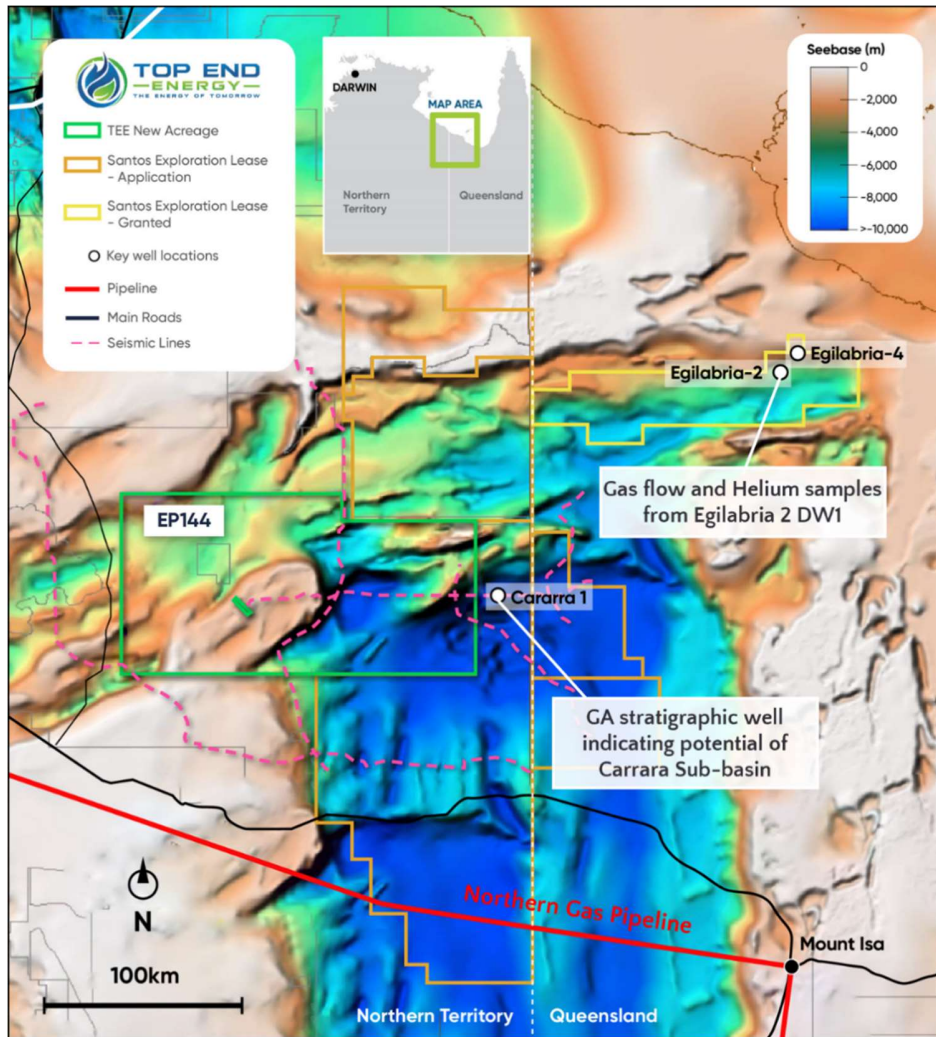 TOP END
ENERGY
THE ENERGY OF TOMORROW
TEE New Acreage
Santos Exploration Lease
- Application
Santos Exploration Lease
- Granted
Key well locations
Pipeline
Main Roads
Seismic Lines
DARWIN
MAP AREA
Northern
Territory
Queensland
Seebase (m)
0
-2,000
-4,000
-6,000
-8,000
>-10,000
Egilabria-4
Egilabria-2
Gas flow and Helium samples
from Egilabria 2 DW1
EP144
Cararra 1
GA stratigraphic well
indicating potential of
Carrara Sub-basin
N
100km
Northern Gas Pipeline
Mount Isa
Northern Territory
Queensland